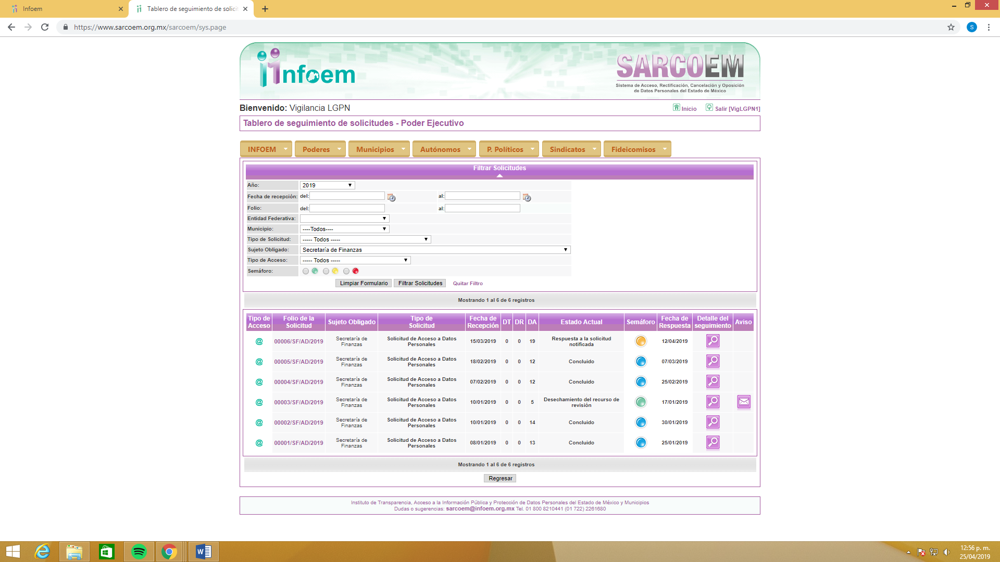 Infoem
Tablero de seguimiento de solicit
https://www.sarcoem.org.mx/sarcoem/sys.page
S
infoem
SARCOEM
Sistema de Acceso, Rectificación, Cancelación y Oposición
de Datos Personales del Estado de México
Bienvenido: Vigilancia LGPN
Inicio
Salir [VigLGPN1]
Tablero de seguimiento de solicitudes - Poder Ejecutivo
INFOEM Poderes Municipios Autónomos P. Políticos Sindicatos Fideicomisos
Filtrar Solicitudes
Año: 2019
Fecha de recepción: del: al:
Folio: del: al:
Entidad Federativa:
Municipio: ----Todos----
Tipo de Solicitud: ----- Todos -----
Sujeto Obligado: Secretaría de Finanzas
Tipo de Acceso: ----- Todos -----
Semáforo:
Limpiar Formulario Filtrar Solicitudes Quitar Filtro
Mostrando 1 al 6 de 6 registros
Tipo de Acceso Folio de la Solicitud Sujeto Obligado Tipo de Solicitud Fecha de Recepción DT DR DA Estado Actual Semáforo Fecha de Respuesta Detalle del seguimiento Aviso
@ 00006/SF/AD/2019 Secretaría de Finanzas Solicitud de Acceso a Datos Personales 15/03/2019 0 0 19 Respuesta a la solicitud notificada 12/04/2019
@ 00005/SF/AD/2019 Secretaría de Finanzas Solicitud de Acceso a Datos Personales 18/02/2019 0 0 12 Concluido 07/03/2019
@ 00004/SF/AD/2019 Secretaría de Finanzas Solicitud de Acceso a Datos Personales 07/02/2019 0 0 12 Concluido 25/02/2019
@ 00003/SF/AD/2019 Secretaría de Finanzas Solicitud de Acceso a Datos Personales 10/01/2019 0 0 5 Desechamiento del recurso de revisión 17/01/2019
@ 00002/SF/AD/2019 Secretaría de Finanzas Solicitud de Acceso a Datos Personales 10/01/2019 0 0 14 Concluido 30/01/2019
@ 00001/SF/AD/2019 Secretaría de Finanzas Solicitud de Acceso a Datos Personales 08/01/2019 0 0 13 Concluido 25/01/2019
Mostrando 1 al 6 de 6 registros
Regresar
Instituto de Transparencia, Acceso a la Información Pública y Protección de Datos Personales del Estado de México y Municipios
Dudas o sugerencias: sarcoem@infoem.org.mx Tel. 01 800 8210441 (01 722) 2261680
12:56 p. m.
25/04/2019